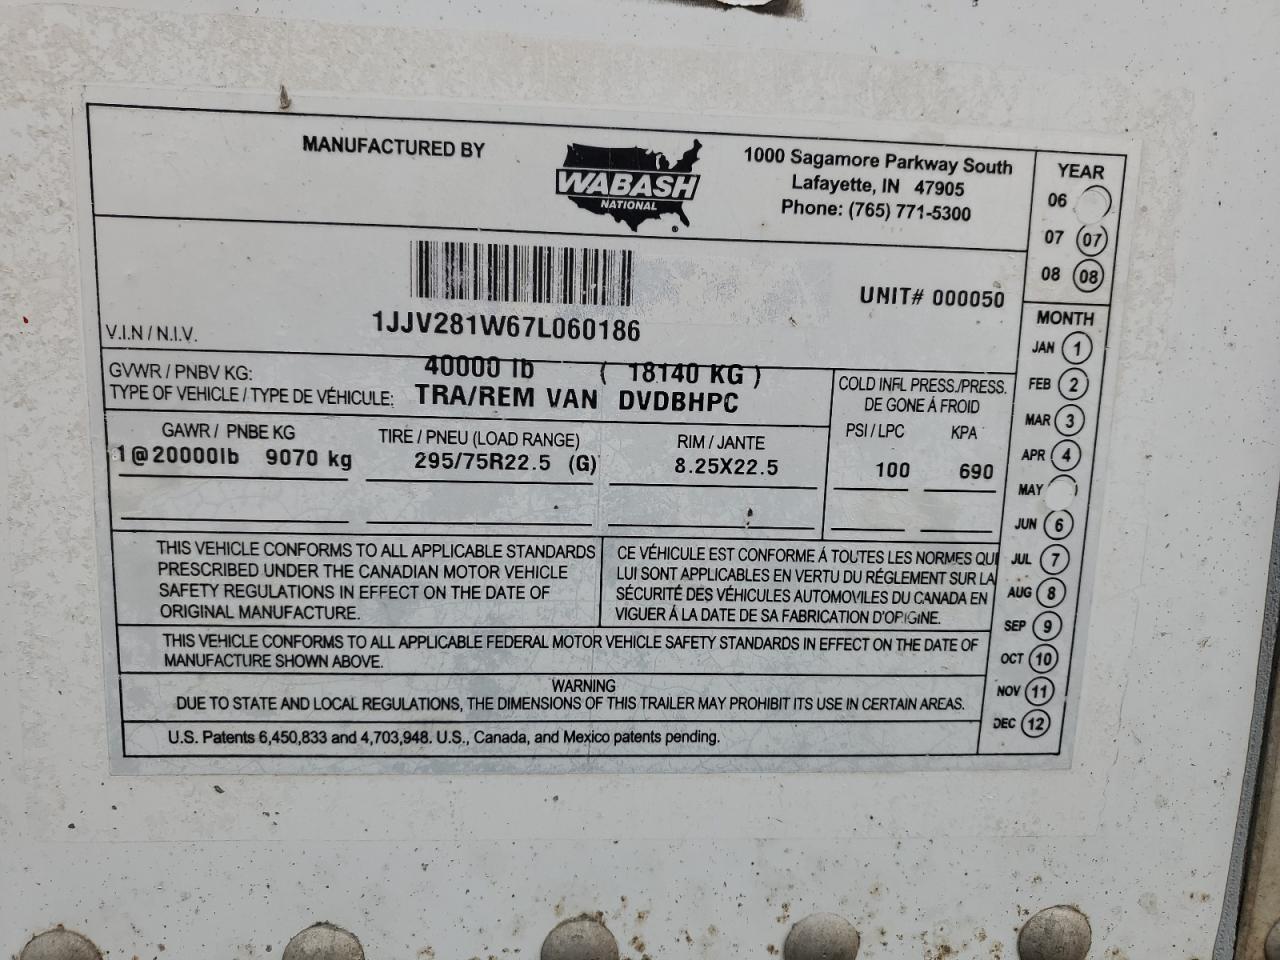 MANUFACTURED BY
WABASH
NATIONAL
®
1000 Sagamore Parkway South
Lafayette, IN 47905
Phone: (765) 771-5300
UNIT# 000050
V.I.N / N.I.V.
1JJV281W67L060186
GVWR / PNBV KG: 40000 lb ( 18140 KG )
TYPE OF VEHICLE / TYPE DE VÉHICULE: TRA/REM VAN DVDBHPC
GAWR / PNBE KG
1@20000lb 9070 kg
TIRE / PNEU (LOAD RANGE)
295/75R22.5 (G)
RIM / JANTE
8.25X22.5
COLD INFL PRESS./PRESS.
DE GONE Á FROID
PSI / LPC KPA
100 690
THIS VEHICLE CONFORMS TO ALL APPLICABLE STANDARDS
PRESCRIBED UNDER THE CANADIAN MOTOR VEHICLE
SAFETY REGULATIONS IN EFFECT ON THE DATE OF
ORIGINAL MANUFACTURE.
CE VÉHICULE EST CONFORME Á TOUTES LES NORMES QUI
LUI SONT APPLICABLES EN VERTU DU RÉGLEMENT SUR LA
SÉCURITÉ DES VÉHICULES AUTOMOVILES DU CANADA EN
VIGUER Á LA DATE DE SA FABRICATION D'ORIGINE.
THIS VEHICLE CONFORMS TO ALL APPLICABLE FEDERAL MOTOR VEHICLE SAFETY STANDARDS IN EFFECT ON THE DATE OF
MANUFACTURE SHOWN ABOVE.
WARNING
DUE TO STATE AND LOCAL REGULATIONS, THE DIMENSIONS OF THIS TRAILER MAY PROHIBIT ITS USE IN CERTAIN AREAS.
U.S. Patents 6,450,833 and 4,703,948. U.S., Canada, and Mexico patents pending.
YEAR
06
07 07
08 08
MONTH
JAN 1
FEB 2
MAR 3
APR 4
MAY
JUN 6
JUL 7
AUG 8
SEP 9
OCT 10
NOV 11
DEC 12